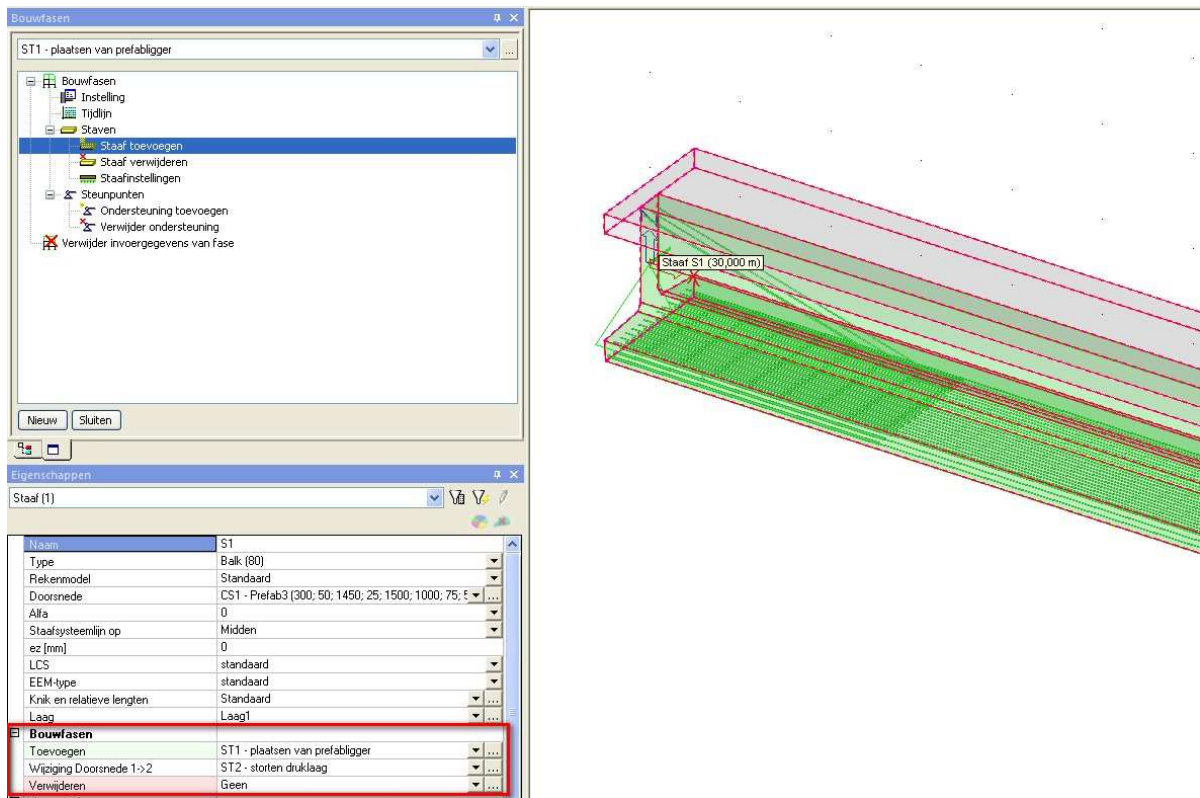 Bouwfasen
ST1 - plaatsen van prefabligger
...
Bouwfasen
Instelling
Tijdlijn
Staven
Staaf toevoegen
Staaf verwijderen
Staafinstellingen
Steunpunten
Ondersteuning toevoegen
Verwijder ondersteuning
Verwijder invoergegevens van fase
Nieuw Sluiten
Eigenschappen
Staaf (1)
Naam S1
Type Balk (80)
Rekenmodel Standaard
Doorsnede CS1 - Prefab3 (300; 50; 1450; 25; 1500; 1000; 75; ...
Alfa 0
Staafsysteemlijn op Midden
ez [mm] 0
LCS standaard
EEM-type standaard
Knik en relatieve lengten Standaard ...
Laag Laag1 ...
Bouwfasen
Toevoegen ST1 - plaatsen van prefabligger ...
Wijziging Doorsnede 1->2 ST2 - storten druklaag ...
Verwijderen Geen ...
Staaf S1 (30,000 m)